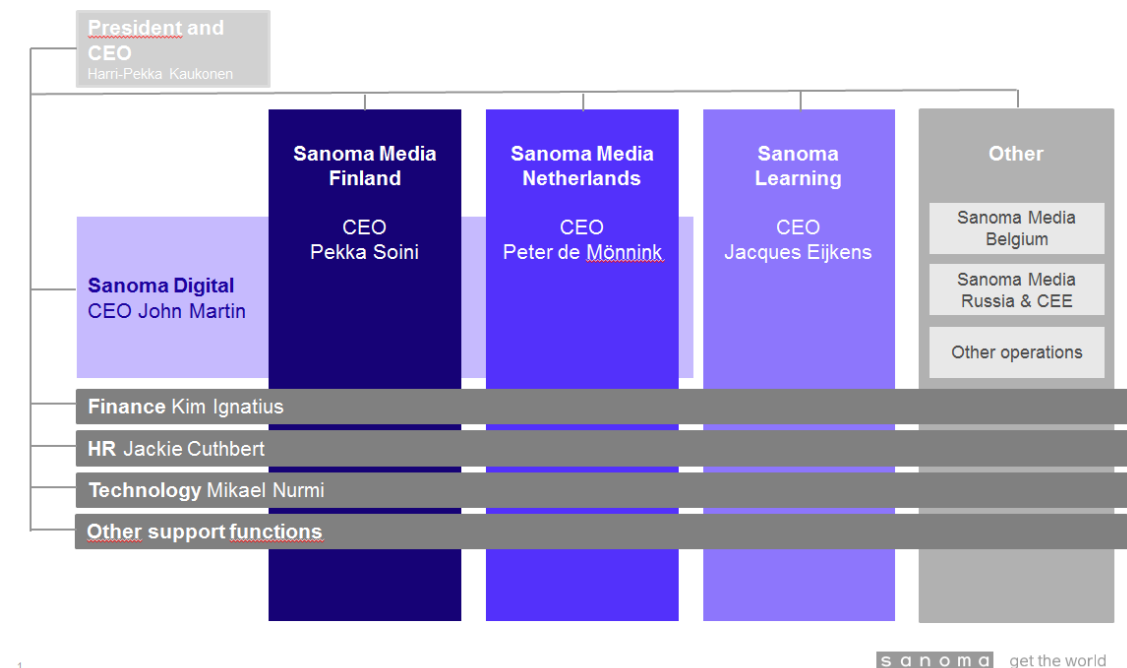 President and
CEO
Harri-Pekka Kaukonen
Sanoma Media
Finland
CEO
Pekka Soini
Sanoma Media
Netherlands
CEO
Peter de Mönnink
Sanoma
Learning
CEO
Jacques Eijkens
Other
Sanoma Media
Belgium
Sanoma Media
Russia & CEE
Other operations
Sanoma Digital
CEO John Martin
Finance Kim Ignatius
HR Jackie Cuthbert
Technology Mikael Nurmi
Other support functions
1
sanoma get the world